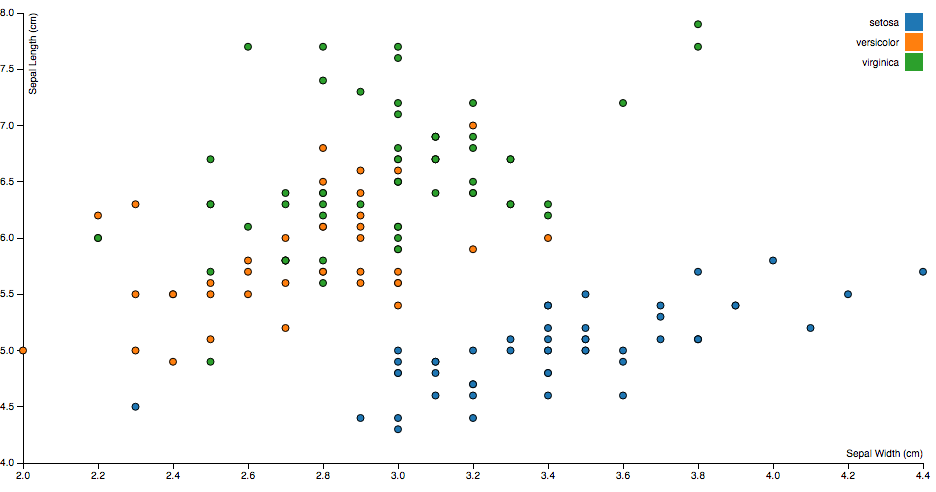 8.0
Sepal Length (cm)
setosa
versicolor
virginica
7.5
7.0
6.5
6.0
5.5
5.0
4.5
4.0
Sepal Width (cm)
2.0 2.2 2.4 2.6 2.8 3.0 3.2 3.4 3.6 3.8 4.0 4.2 4.4